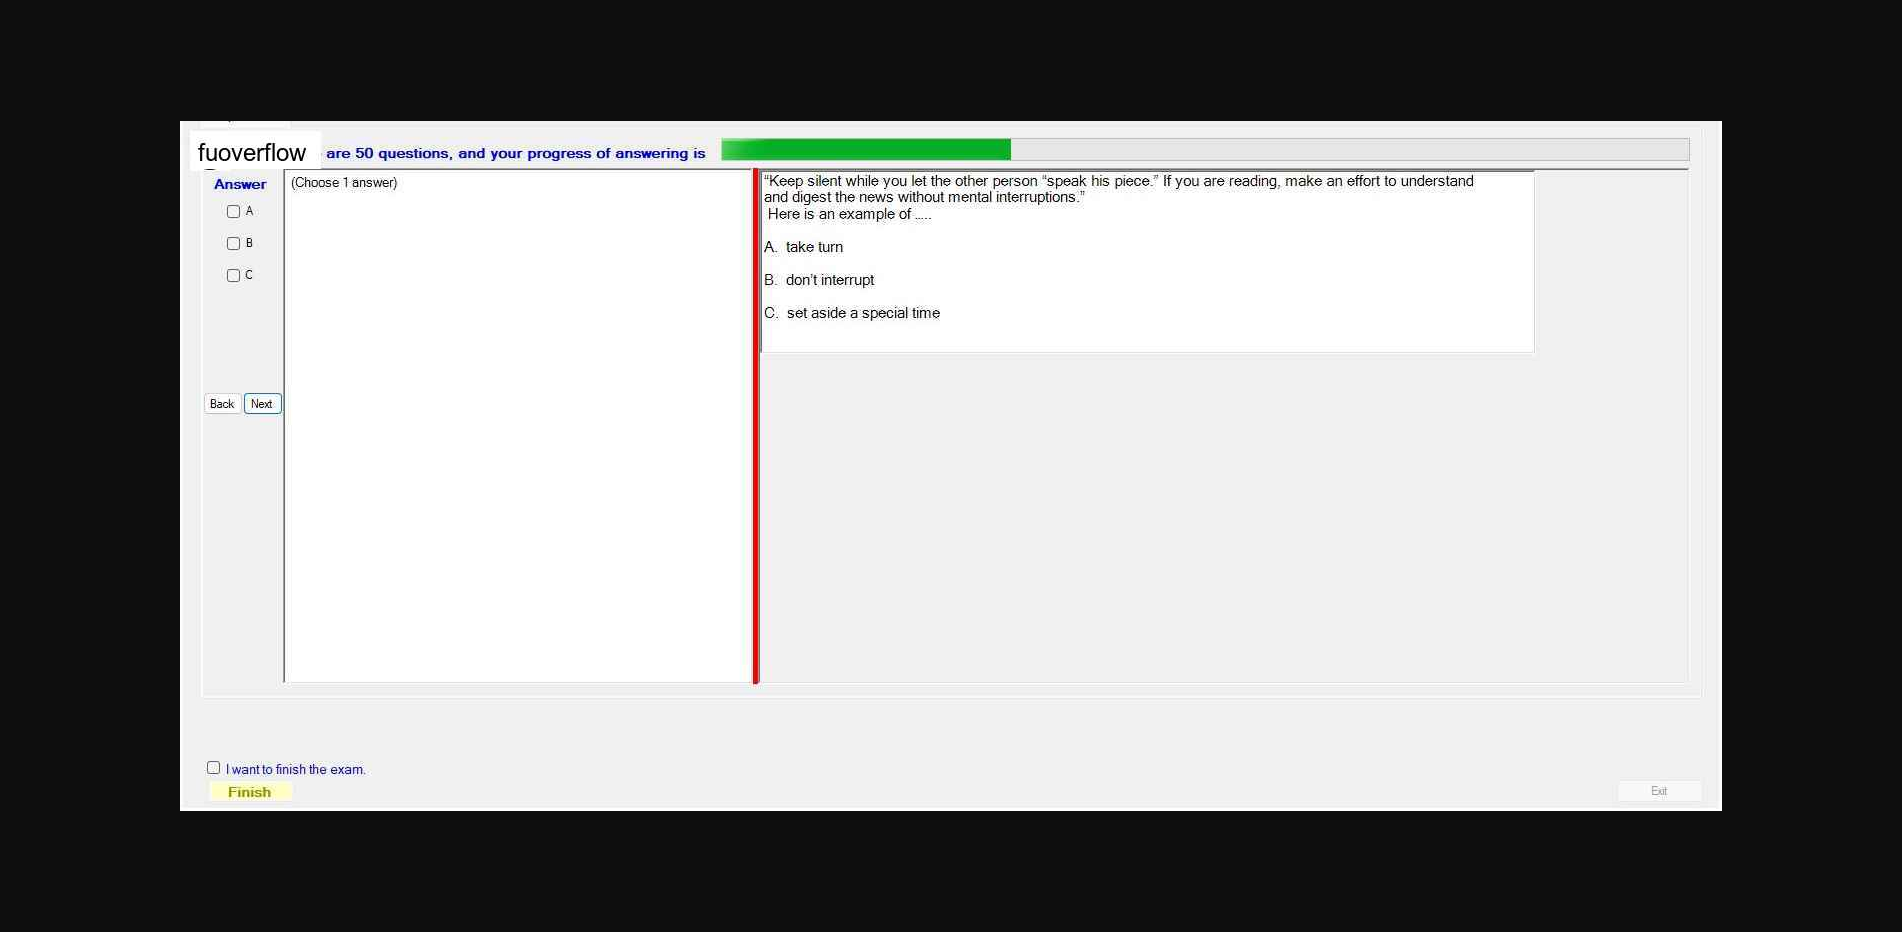 fuoverflow are 50 questions, and your progress of answering is
Answer
(Choose 1 answer)
A
B
C
Back Next
“Keep silent while you let the other person “speak his piece.” If you are reading, make an effort to understand
and digest the news without mental interruptions.”
Here is an example of .....
A. take turn
B. don’t interrupt
C. set aside a special time
I want to finish the exam.
Finish
Exit